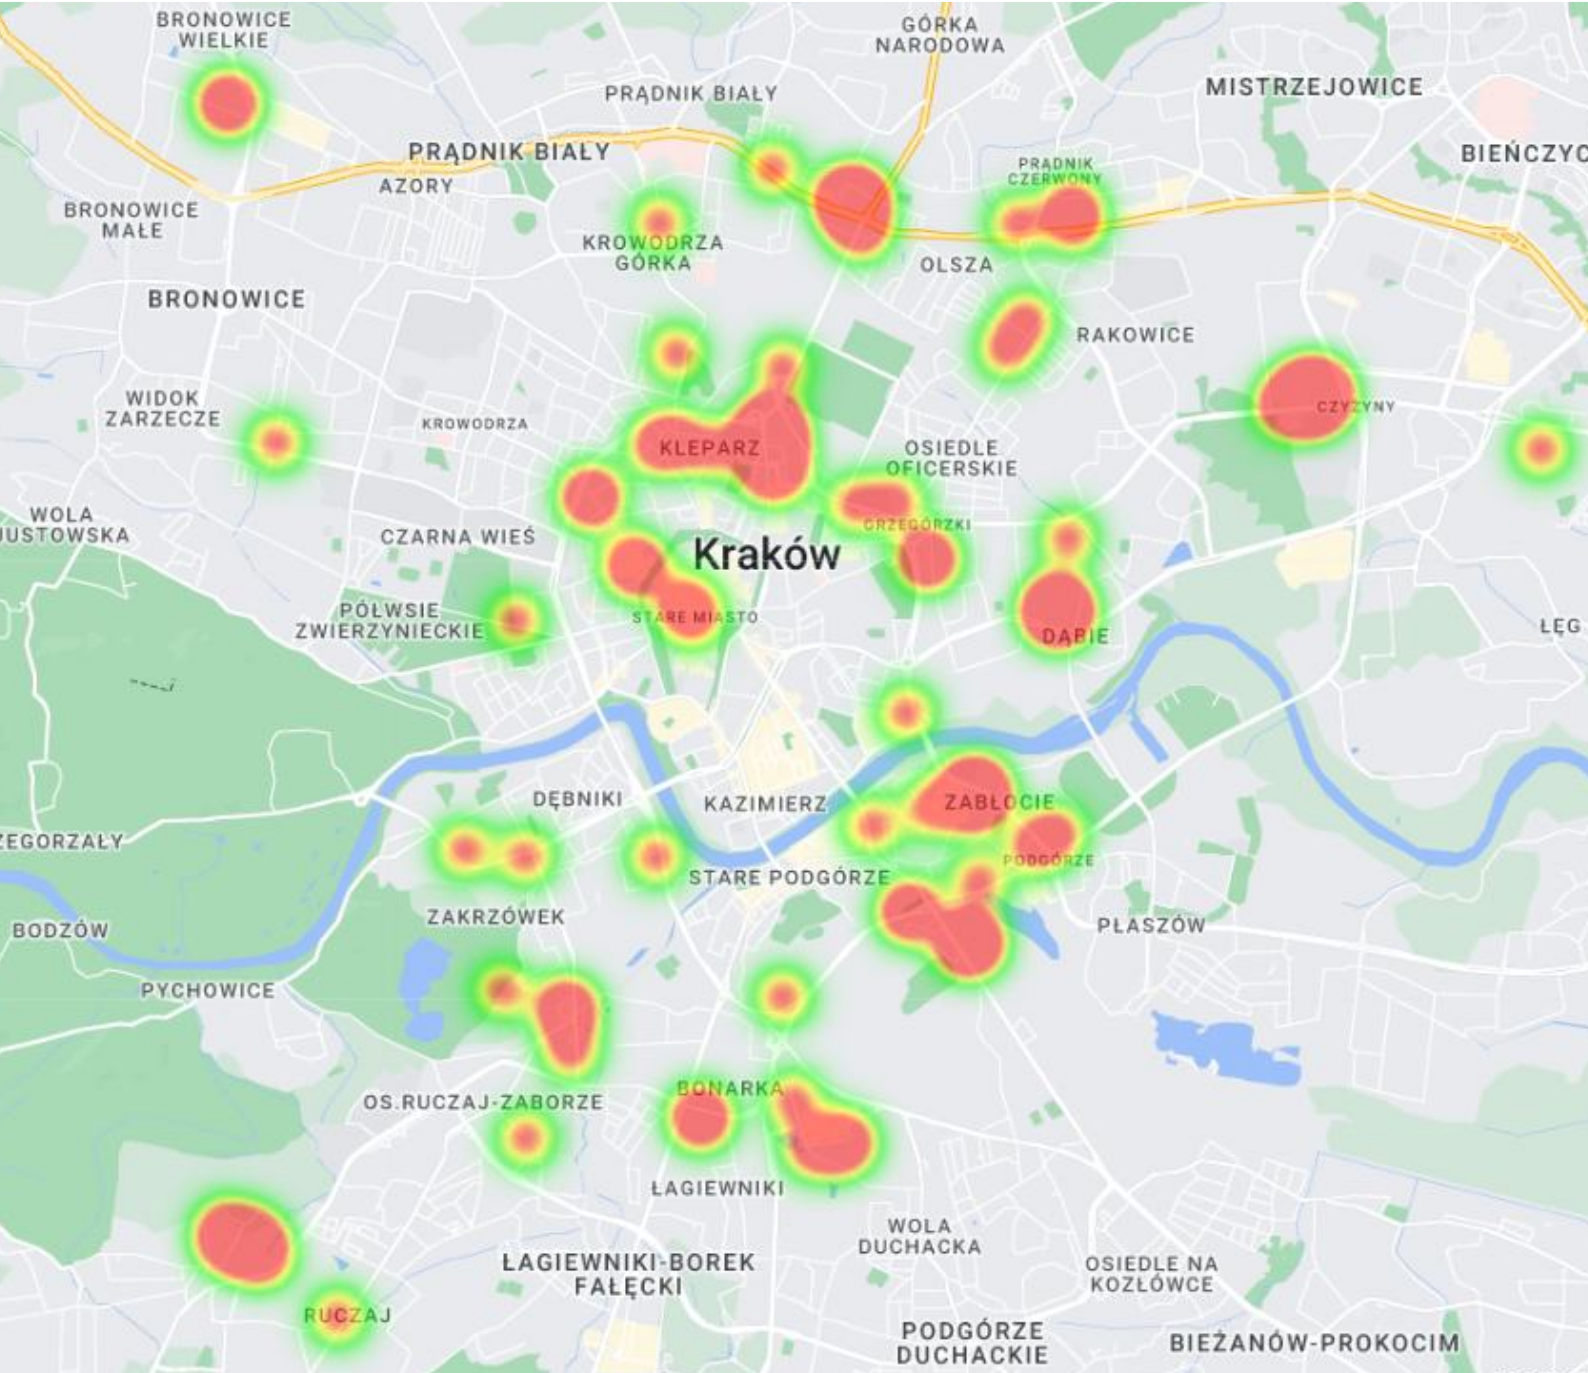 BRONOWICE
WIELKIE
GÓRKA
NARODOWA
PRĄDNIK BIAŁY
MISTRZEJOWICE
PRĄDNIK BIAŁY
BIEŃCZYC
AZORY
PRĄDNIK
CZERWONY
BRONOWICE
MAŁE
KROWODRZA
GÓRKA
OLSZA
BRONOWICE
RAKOWICE
WIDOK
ZARZECZE
KROWODRZA
CZYŻYNY
KLEPARZ
OSIEDLE
OFICERSKIE
WOLA
JUSTOWSKA
CZARNA WIEŚ
GRZEGÓRZKI
Kraków
PÓŁWSIE
ZWIERZYNIECKIE
STARE MIASTO
DĄBIE
ŁĘG
DĘBNIKI
KAZIMIERZ
ZABŁOCIE
ZEGORZAŁY
PODGÓRZE
STARE PODGÓRZE
ZAKRZÓWEK
BODZÓW
PŁASZÓW
PYCHOWICE
BONARKA
OS.RUCZAJ-ZABORZE
ŁAGIEWNIKI
WOLA
DUCHACKA
ŁAGIEWNIKI-BOREK
FAŁĘCKI
OSIEDLE NA
KOZŁÓWCE
RUCZAJ
PODGÓRZE
DUCHACKIE
BIEŻANÓW-PROKOCIM